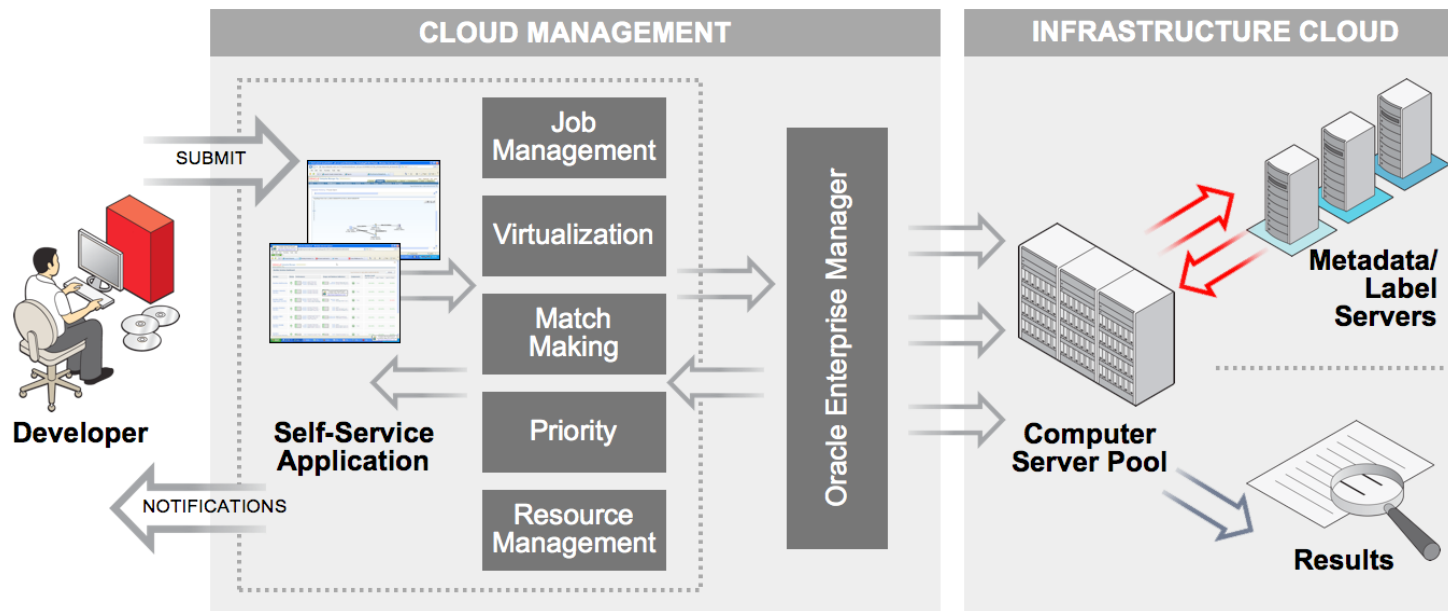 CLOUD MANAGEMENT
INFRASTRUCTURE CLOUD
SUBMIT
Developer
NOTIFICATIONS
Self-Service
Application
Job
Management
Virtualization
Match
Making
Priority
Resource
Management
Oracle Enterprise Manager
Computer
Server Pool
Metadata/
Label
Servers
Results